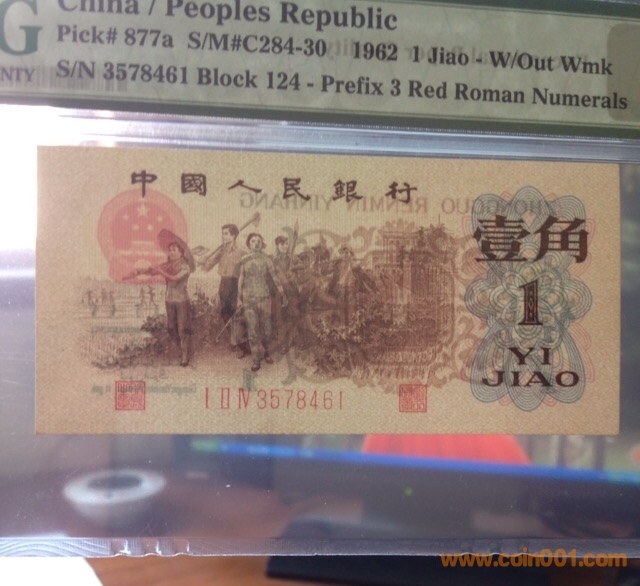 China / Peoples Republic
Pick# 877a S/M#C284-30 1962 1 Jiao - W/Out Wmk
S/N 3578461 Block 124 - Prefix 3 Red Roman Numerals
G
NTY
中國人民銀行
ZHONGGUO RENMIN YINHANG
壹角
1
YI
JIAO
I II IV 3578461
www.coin001.com